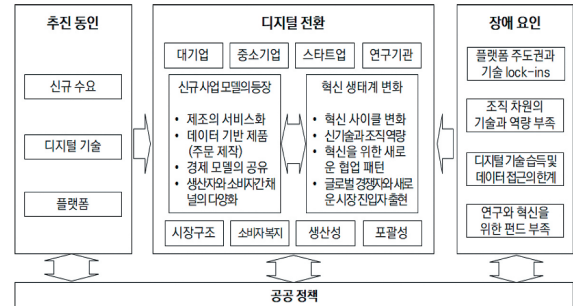 추진 동인
신규 수요
디지털 기술
플랫폼
디지털 전환
대기업
중소기업
스타트업
연구기관
신규 사업 모델의 등장
• 제조의 서비스화
• 데이터 기반 제품
(주문 제작)
• 경제 모델의 공유
• 생산자와 소비자간 채
널의 다양화
혁신 생태계 변화
• 혁신 사이클 변화
• 신기술과 조직 역량
• 혁신을 위한 새로
운 협업 패턴
• 글로벌 경쟁자와 새로
운 시장 진입자 출현
시장구조
소비자 복지
생산성
포괄성
장애 요인
플랫폼 주도권과
기술 lock-ins
조직 차원의
기술과 역량 부족
디지털 기술 습득 및
데이터 접근의 한계
연구와 혁신을
위한 펀드 부족
공공 정책